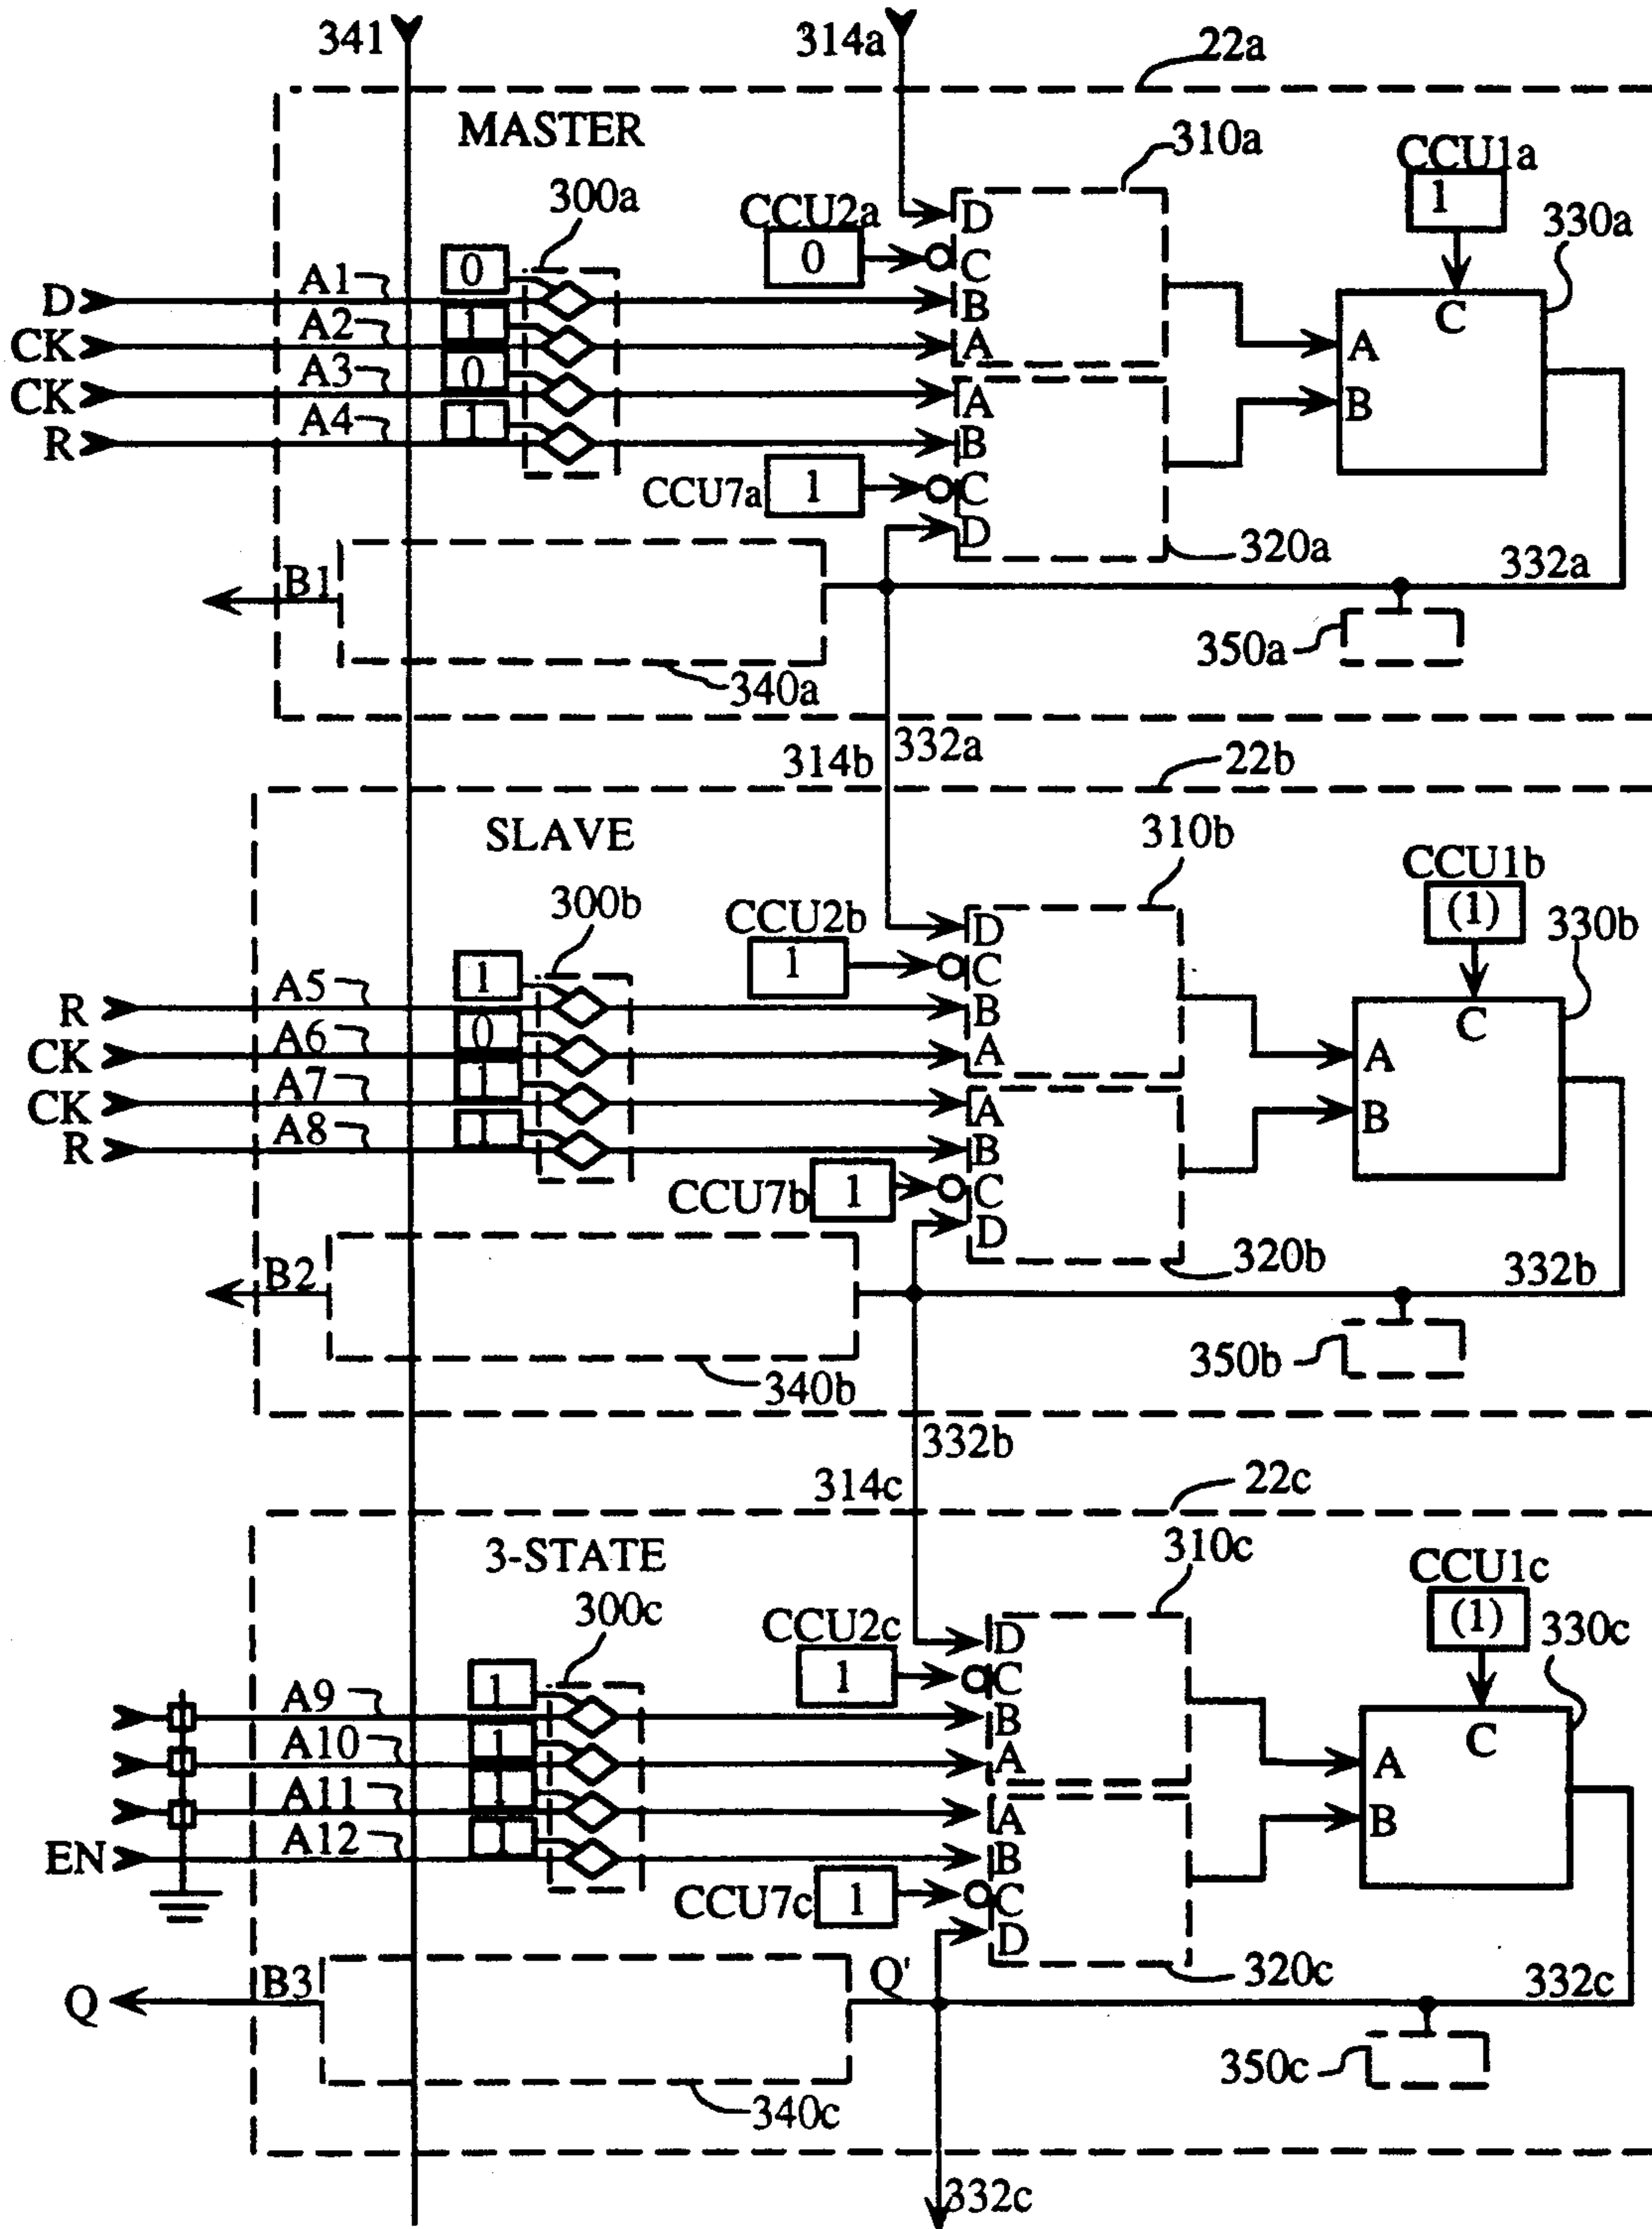 341
314a
22a
MASTER
310a
CCU1a
1
300a
CCU2a
0
330a
D
C
B
A
A
B
C
D
A
B
C
D
A1
0
CK
A2
1
CK
A3
0
R
A4
1
CCU7a
1
320a
332a
B1
350a
340a
332a
314b
22b
SLAVE
310b
CCU1b
(1)
300b
CCU2b
1
330b
D
C
B
A
A
B
C
D
A
B
C
R
A5
1
CK
A6
0
CK
A7
1
R
A8
1
CCU7b
1
320b
332b
B2
350b
340b
332b
314c
22c
3-STATE
310c
CCU1c
(1)
300c
CCU2c
1
330c
D
C
B
A
A
B
C
D
A
B
C
A9
1
A10
1
A11
1
EN
A12
1
CCU7c
1
320c
332c
Q
B3
Q'
350c
340c
332c